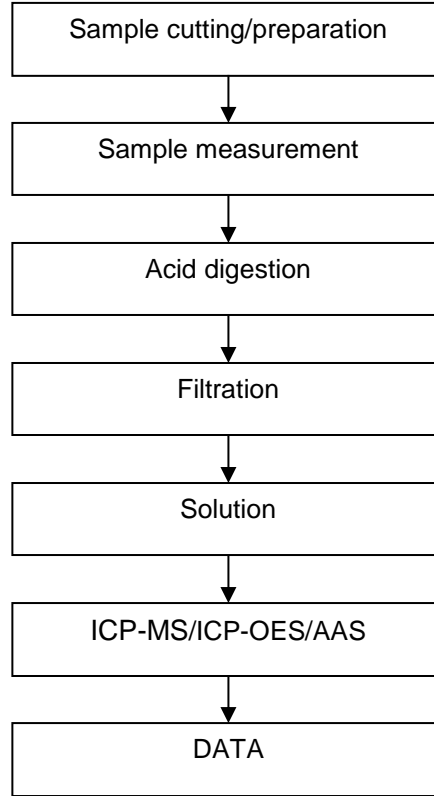 Sample cutting/preparation
Sample measurement
Acid digestion
Filtration
Solution
ICP-MS/ICP-OES/AAS
DATA